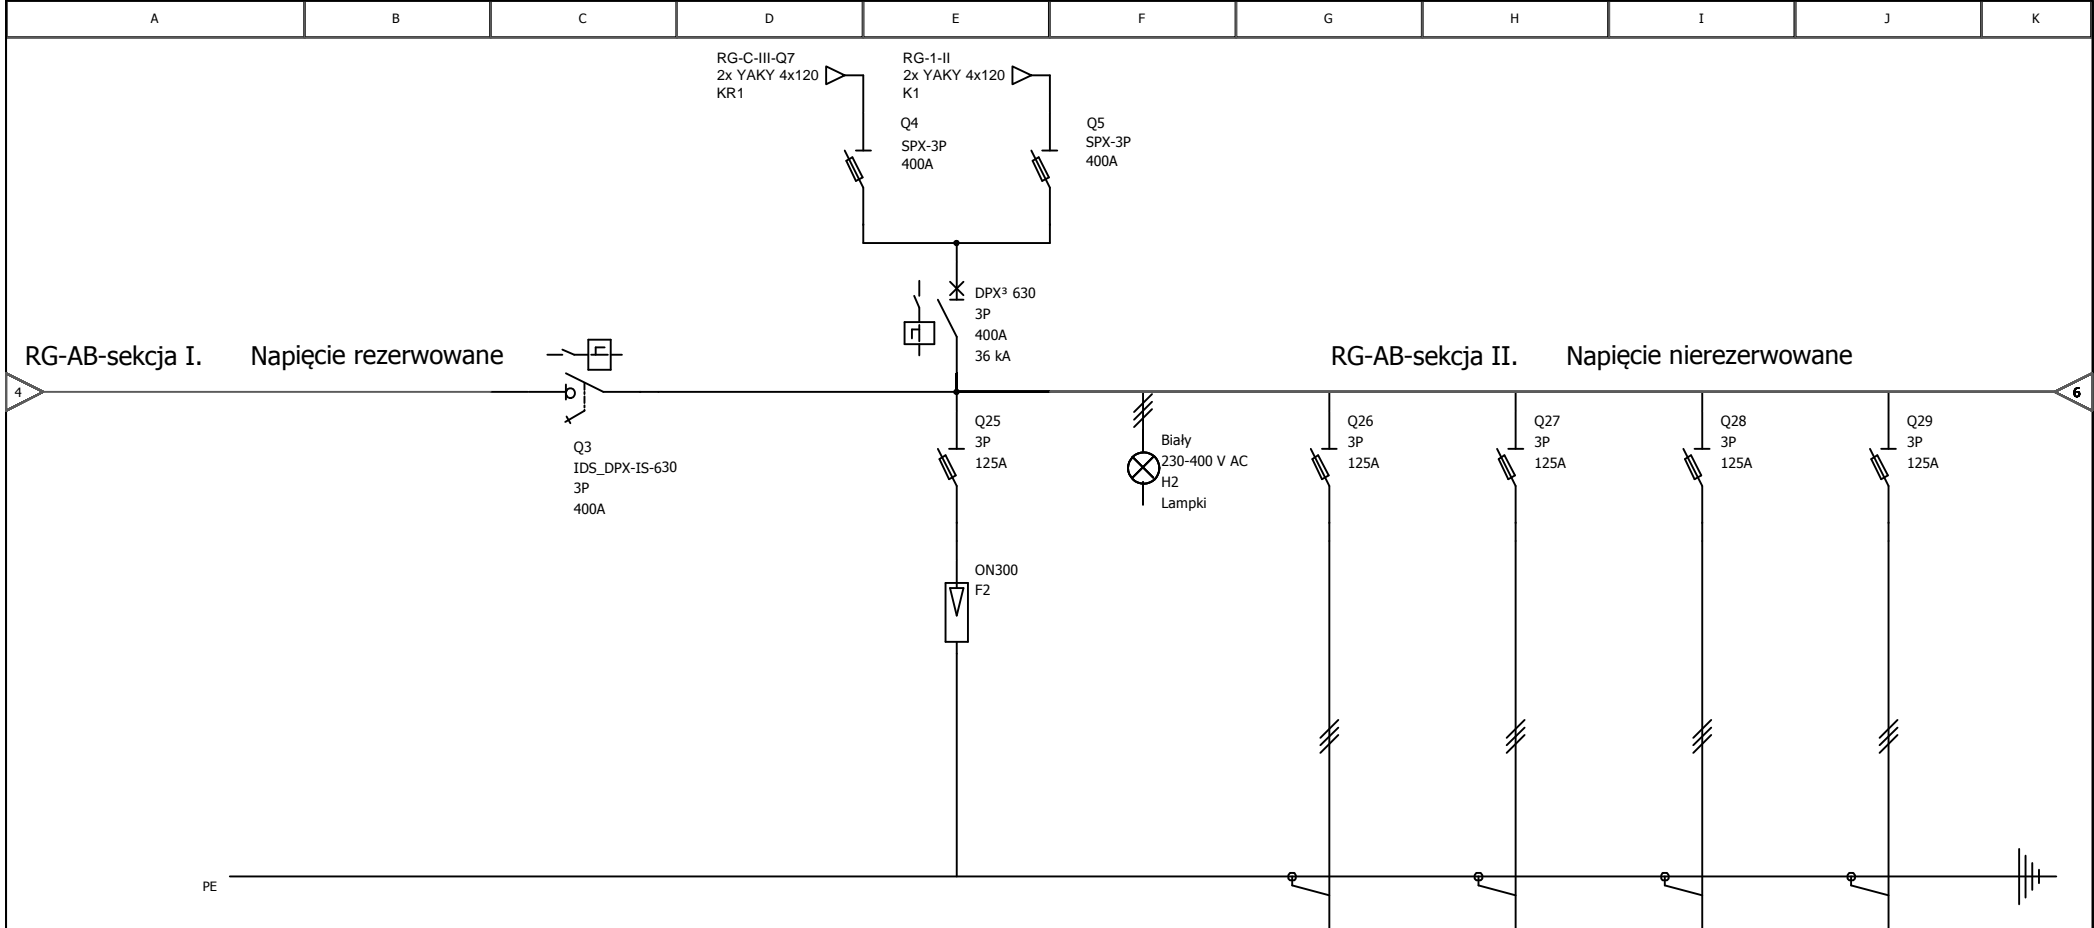 A
B
C
D
E
F
G
H
I
J
K
RG-C-III-Q7
2x YAKY 4x120
KR1
RG-1-II
2x YAKY 4x120
K1
Q4
SPX-3P
400A
Q5
SPX-3P
400A
DPX³ 630
3P
400A
36 kA
RG-AB-sekcja I. Napięcie rezerwowane
RG-AB-sekcja II. Napięcie nierezerwowane
4
6
Q3
IDS_DPX-IS-630
3P
400A
Q25
3P
125A
Biały
230-400 V AC
H2
Lampki
Q26
3P
125A
Q27
3P
125A
Q28
3P
125A
Q29
3P
125A
ON300
F2
PE